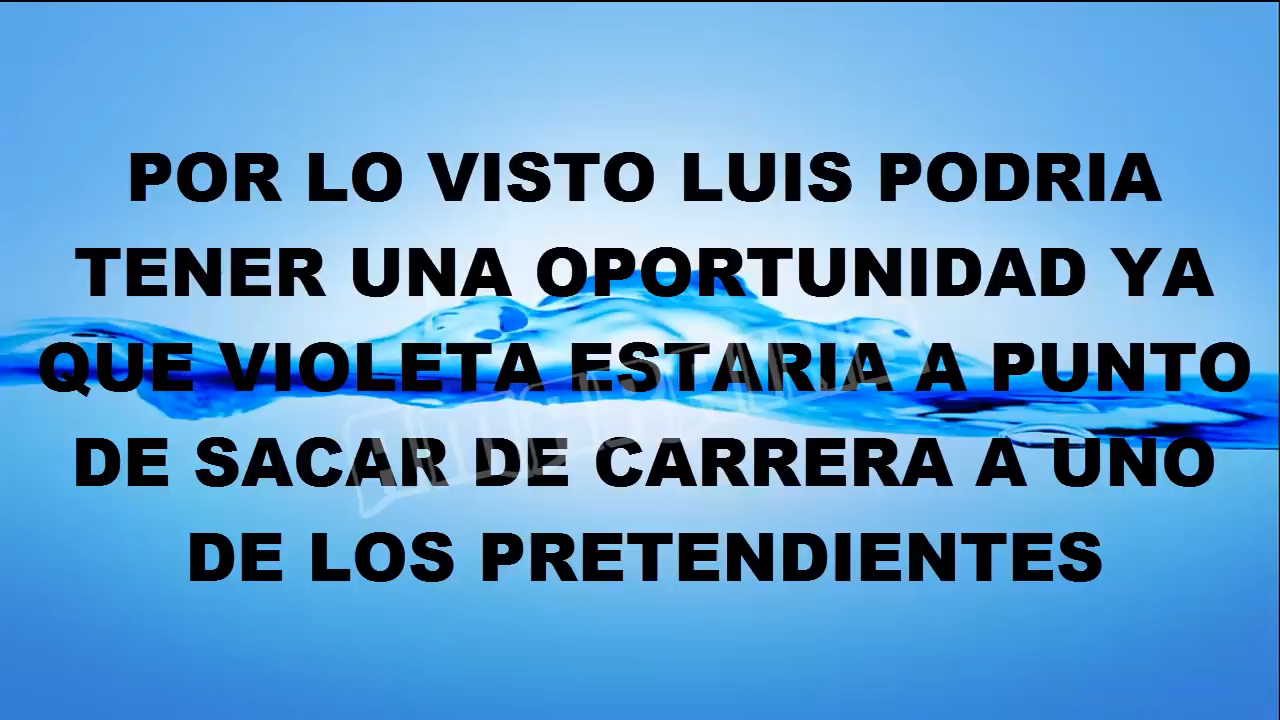 POR LO VISTO LUIS PODRIA
TENER UNA OPORTUNIDAD YA
QUE VIOLETA ESTARIA A PUNTO
DE SACAR DE CARRERA A UNO
DE LOS PRETENDIENTES